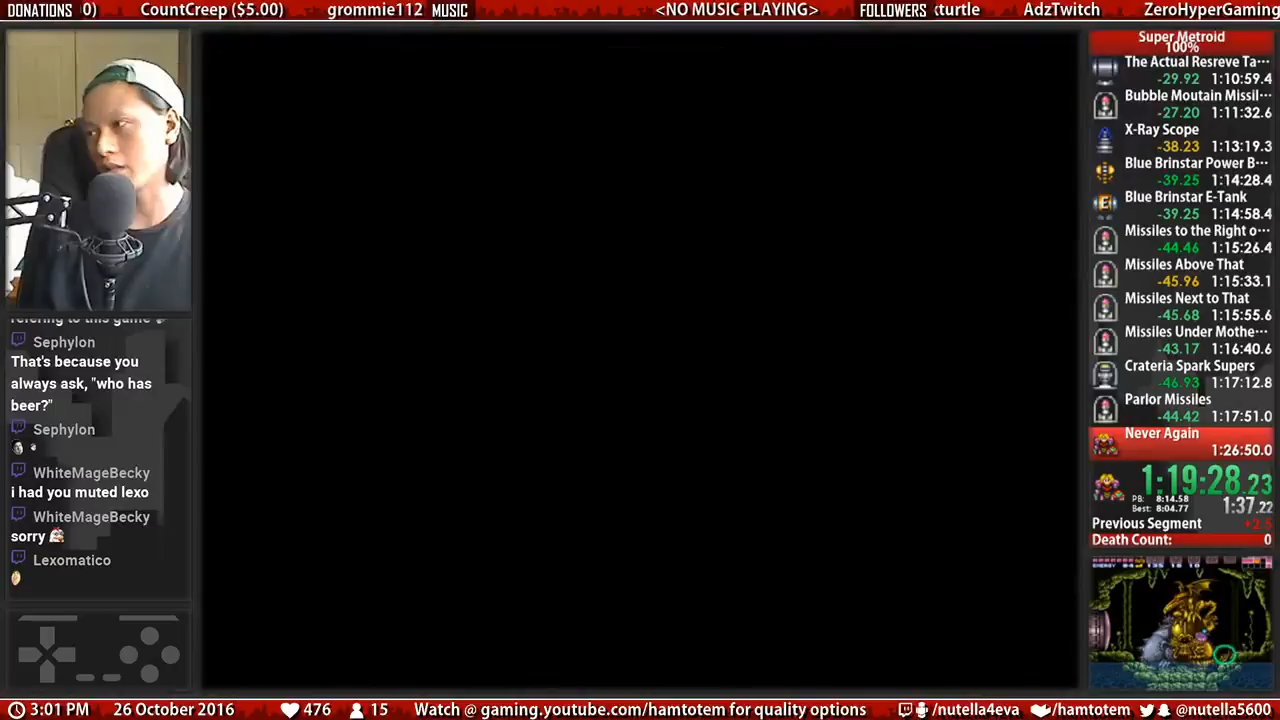 DONATIONS 0) CountCreep ($5.00) grommie112 MUSIC <NO MUSIC PLAYING> FOLLOWERS turtle AdzTwitch ZeroHyperGaming
Super Metroid
100%
The Actual Resreve Ta...
-29.92 1:10:59.4
Bubble Moutain Missil...
-27.20 1:11:32.6
X-Ray Scope
-38.23 1:13:19.3
Blue Brinstar Power B...
-39.25 1:14:28.4
Blue Brinstar E-Tank
-39.25 1:14:58.4
Missiles to the Right o...
-44.46 1:15:26.4
Missiles Above That
-45.96 1:15:33.1
Missiles Next to That
-45.68 1:15:55.6
Missiles Under Mothe...
-43.17 1:16:40.6
Crateria Spark Supers
-46.93 1:17:12.8
Parlor Missiles
-44.42 1:17:51.0
Never Again
1:26:50.0
1:19:28.23
PB: 8:14.58
Best: 8:04.77
1:37.22
Previous Segment +2.5
Death Count: 0
refering to this game
Sephylon
That's because you
always ask, "who has
beer?"
Sephylon
WhiteMageBecky
i had you muted lexo
WhiteMageBecky
sorry
Lexomatico
ENERGY
3:01 PM 26 October 2016 476 15 Watch @ gaming.youtube.com/hamtotem for quality options /nutella4eva /hamtotem @nutella5600